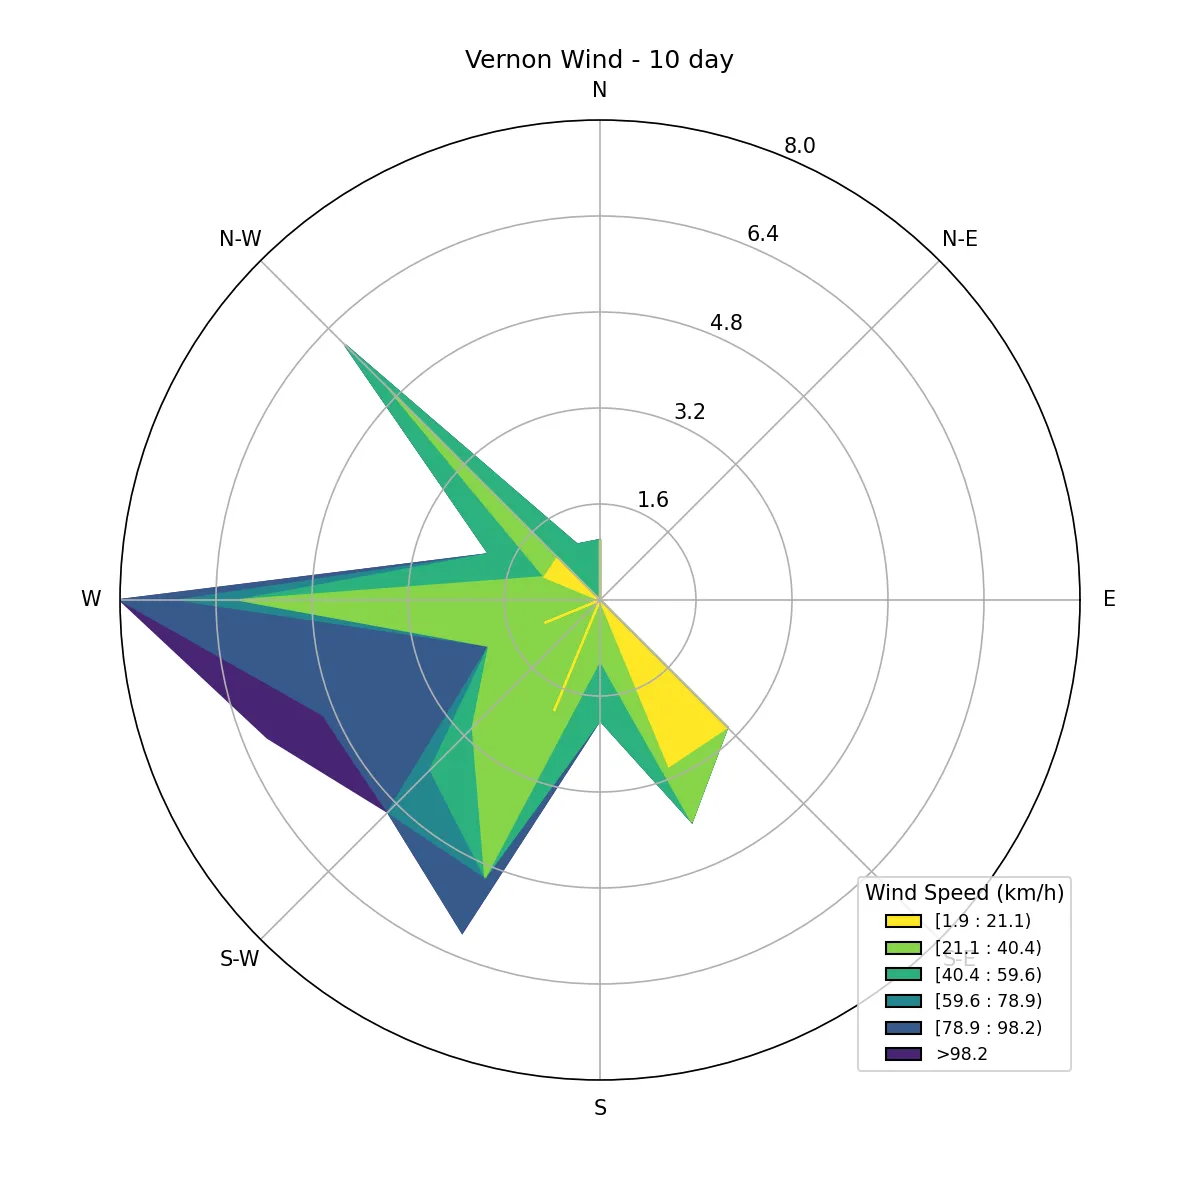 Vernon Wind - 10 day
N
8.0
N-W
N-E
6.4
4.8
3.2
1.6
W
E
S-W
S-E
S
Wind Speed (km/h)
[1.9 : 21.1)
[21.1 : 40.4)
[40.4 : 59.6)
[59.6 : 78.9)
[78.9 : 98.2)
>98.2